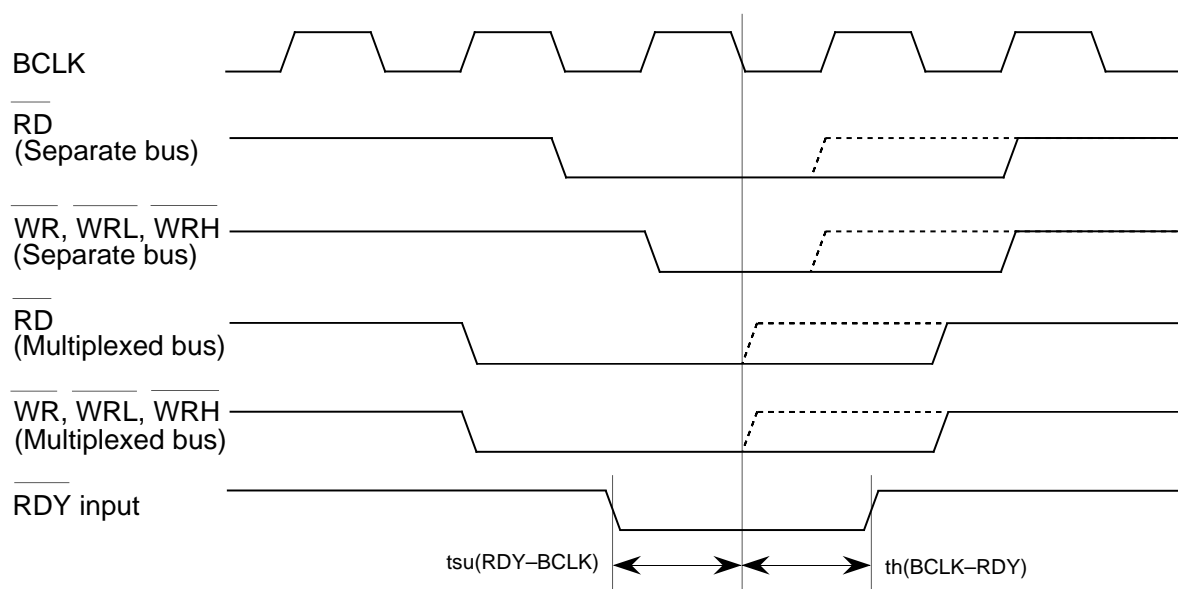 BCLK
RD
(Separate bus)
WR, WRL, WRH
(Separate bus)
RD
(Multiplexed bus)
WR, WRL, WRH
(Multiplexed bus)
RDY input
tsu(RDY–BCLK)
th(BCLK–RDY)